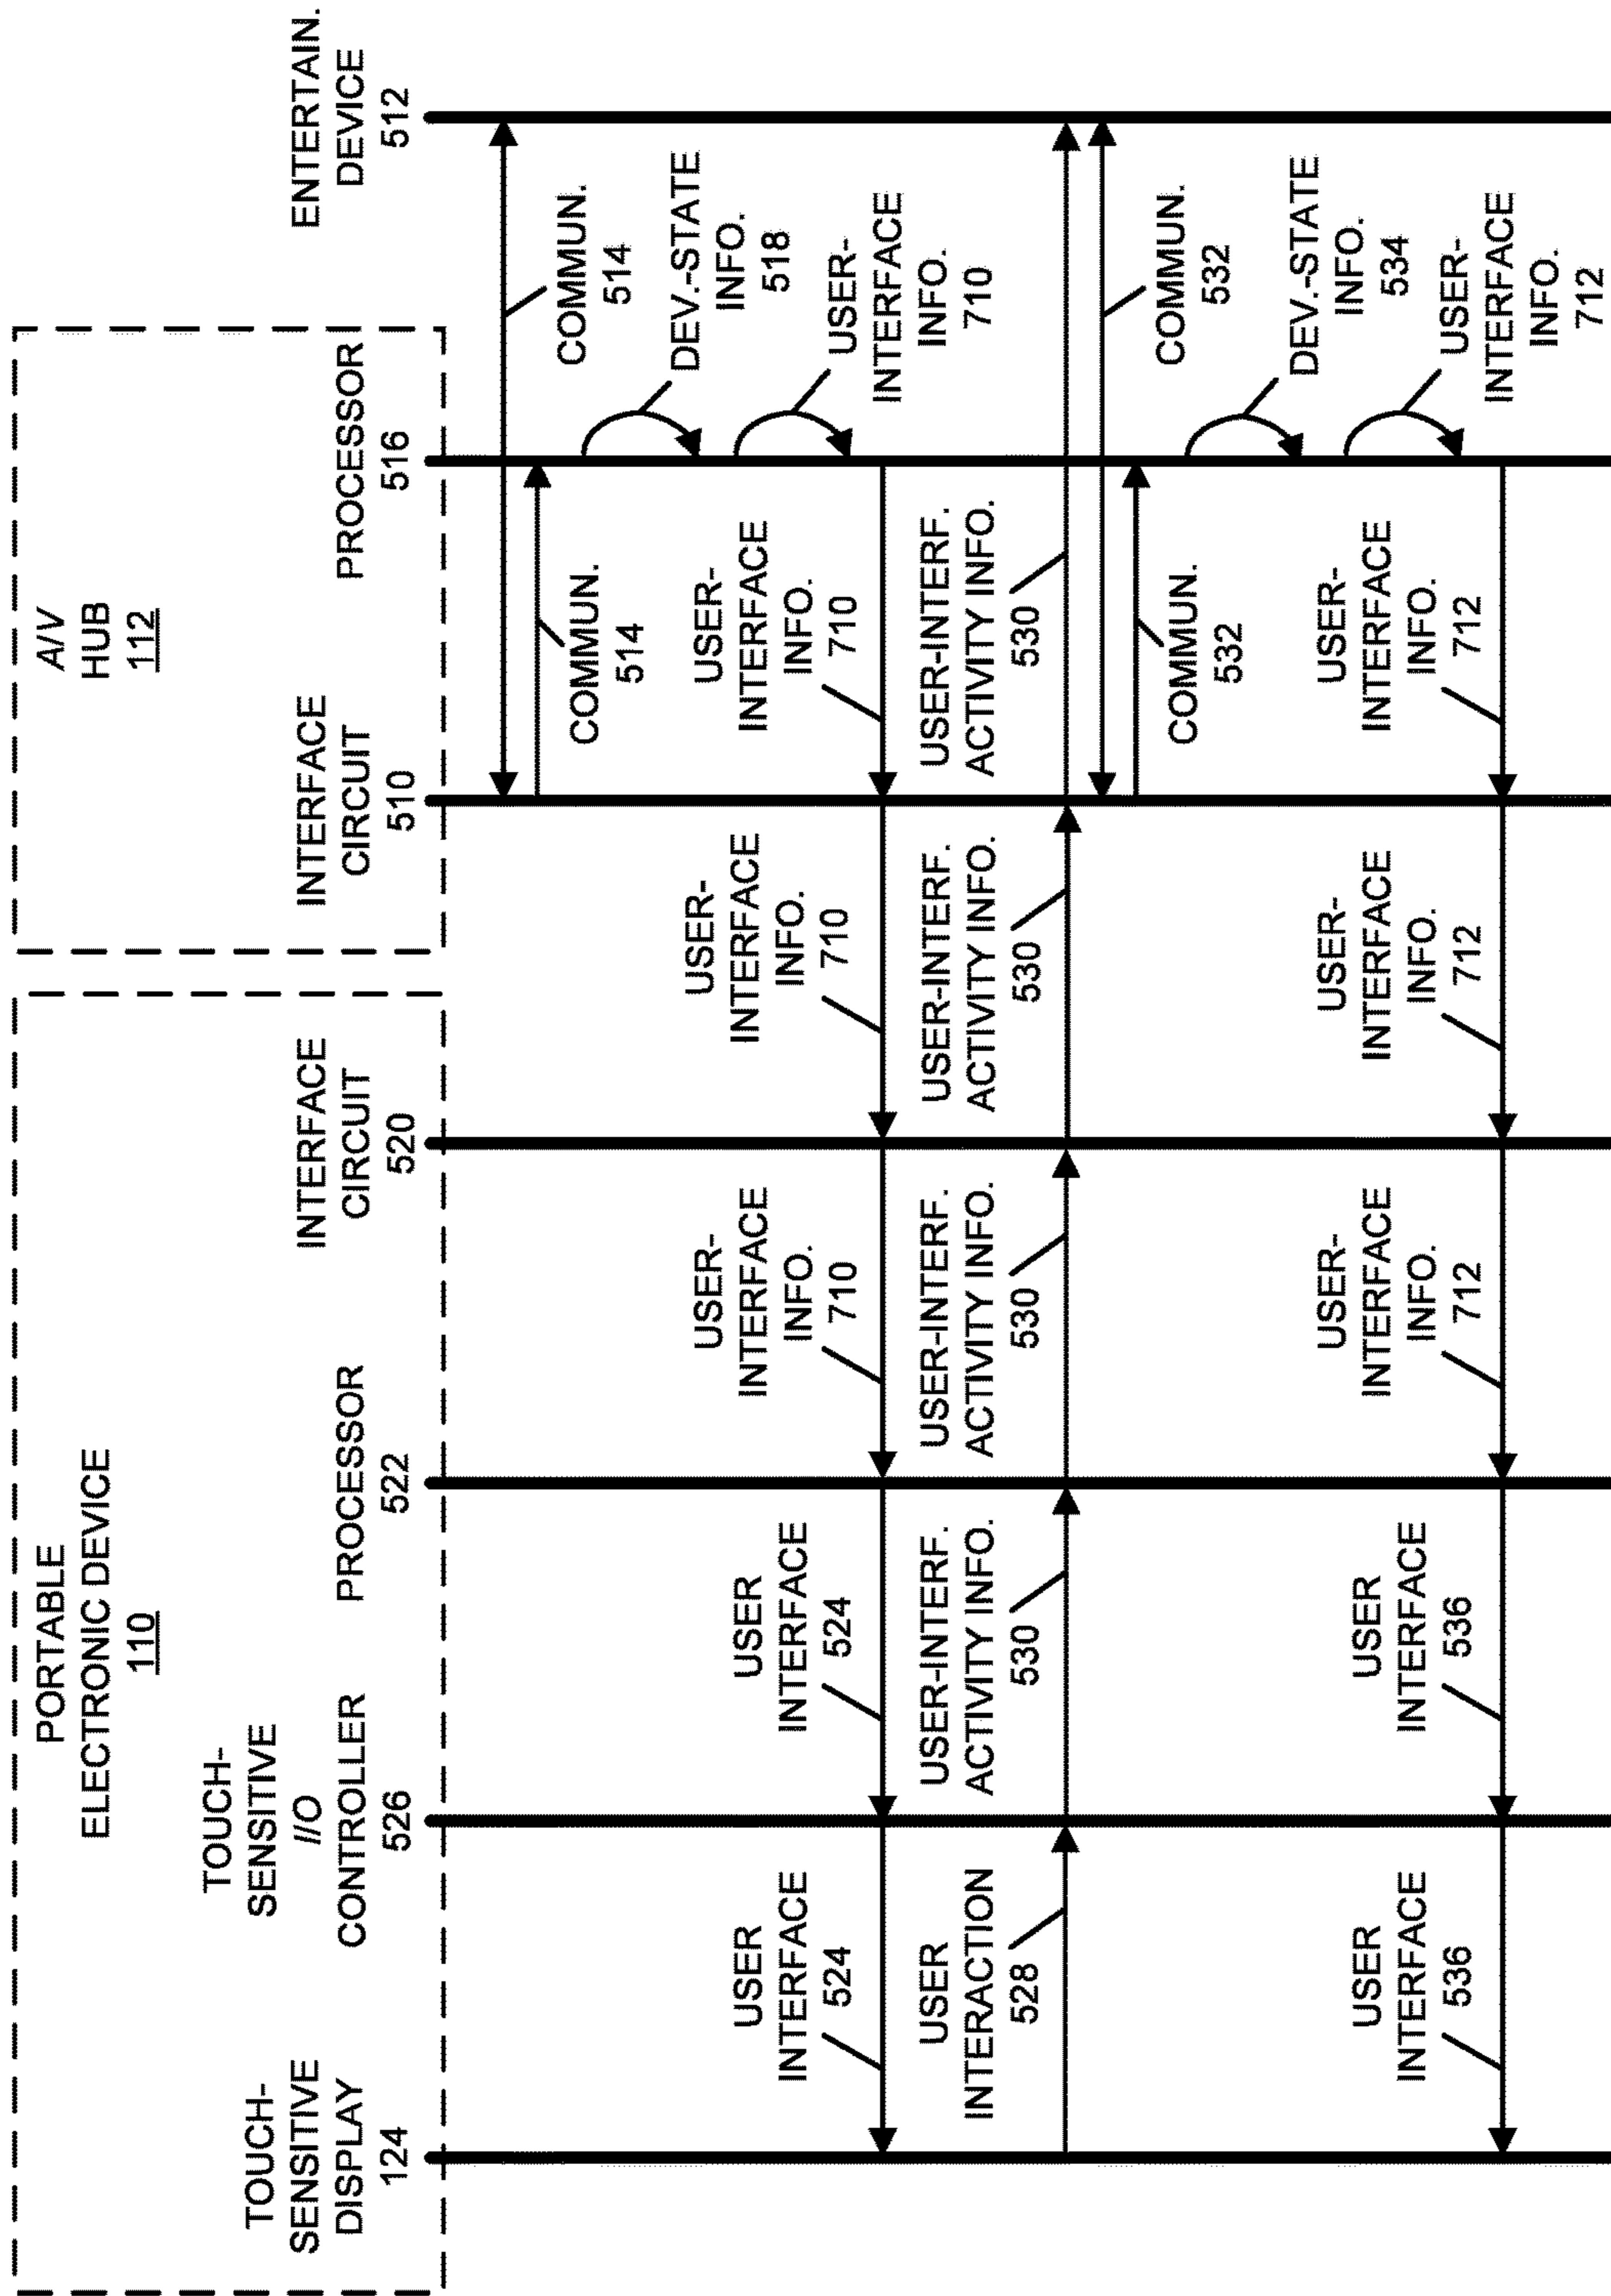 PORTABLE
ELECTRONIC DEVICE
110
A/V
HUB
112
TOUCH-
SENSITIVE
DISPLAY
124
TOUCH-
SENSITIVE
I/O
CONTROLLER
526
PROCESSOR
522
INTERFACE
CIRCUIT
520
INTERFACE
CIRCUIT
510
PROCESSOR
516
ENTERTAIN.
DEVICE
512
COMMUN.
514
COMMUN.
514
DEV.-STATE
INFO.
518
USER-
INTERFACE
INFO.
710
USER
INTERFACE
524
USER
INTERFACE
524
USER-
INTERFACE
INFO.
710
USER-
INTERFACE
INFO.
710
USER-
INTERFACE
INFO.
710
USER
INTERACTION
528
USER-INTERF.
ACTIVITY INFO.
530
USER-INTERF.
ACTIVITY INFO.
530
USER-INTERF.
ACTIVITY INFO.
530
USER-INTERF.
ACTIVITY INFO.
530
COMMUN.
532
COMMUN.
532
DEV.-STATE
INFO.
534
USER-
INTERFACE
INFO.
712
USER
INTERFACE
536
USER
INTERFACE
536
USER-
INTERFACE
INFO.
712
USER-
INTERFACE
INFO.
712
USER-
INTERFACE
INFO.
712